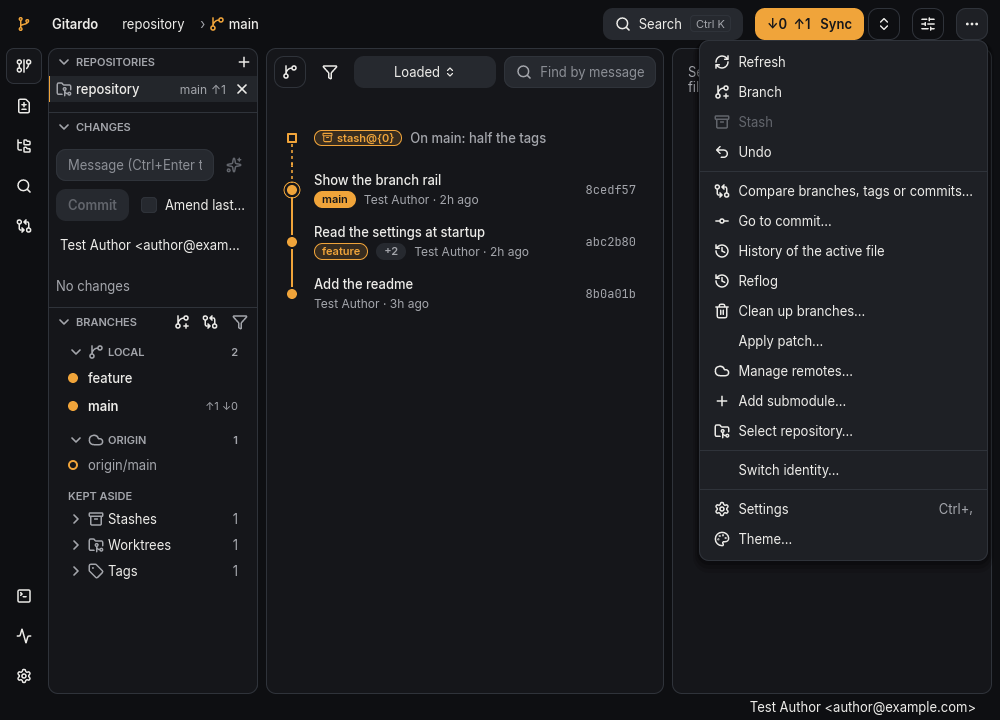 Gitardo repository › main Search Ctrl K ↓0 ↑1 Sync
REPOSITORIES
repository main ↑1
CHANGES
Message (Ctrl+Enter t
Commit Amend last...
Test Author <author@exam...
No changes
BRANCHES
LOCAL 2
feature
main ↑1 ↓0
ORIGIN 1
origin/main
KEPT ASIDE
Stashes 1
Worktrees 1
Tags 1
Loaded Find by message
stash@{0} On main: half the tags
Show the branch rail
main Test Author · 2h ago 8cedf57
Read the settings at startup
feature +2 Test Author · 2h ago abc2b80
Add the readme
Test Author · 3h ago 8b0a01b
Refresh
Branch
Stash
Undo
Compare branches, tags or commits...
Go to commit...
History of the active file
Reflog
Clean up branches...
Apply patch...
Manage remotes...
Add submodule...
Select repository...
Switch identity...
Settings Ctrl+,
Theme...
Test Author <author@example.com>